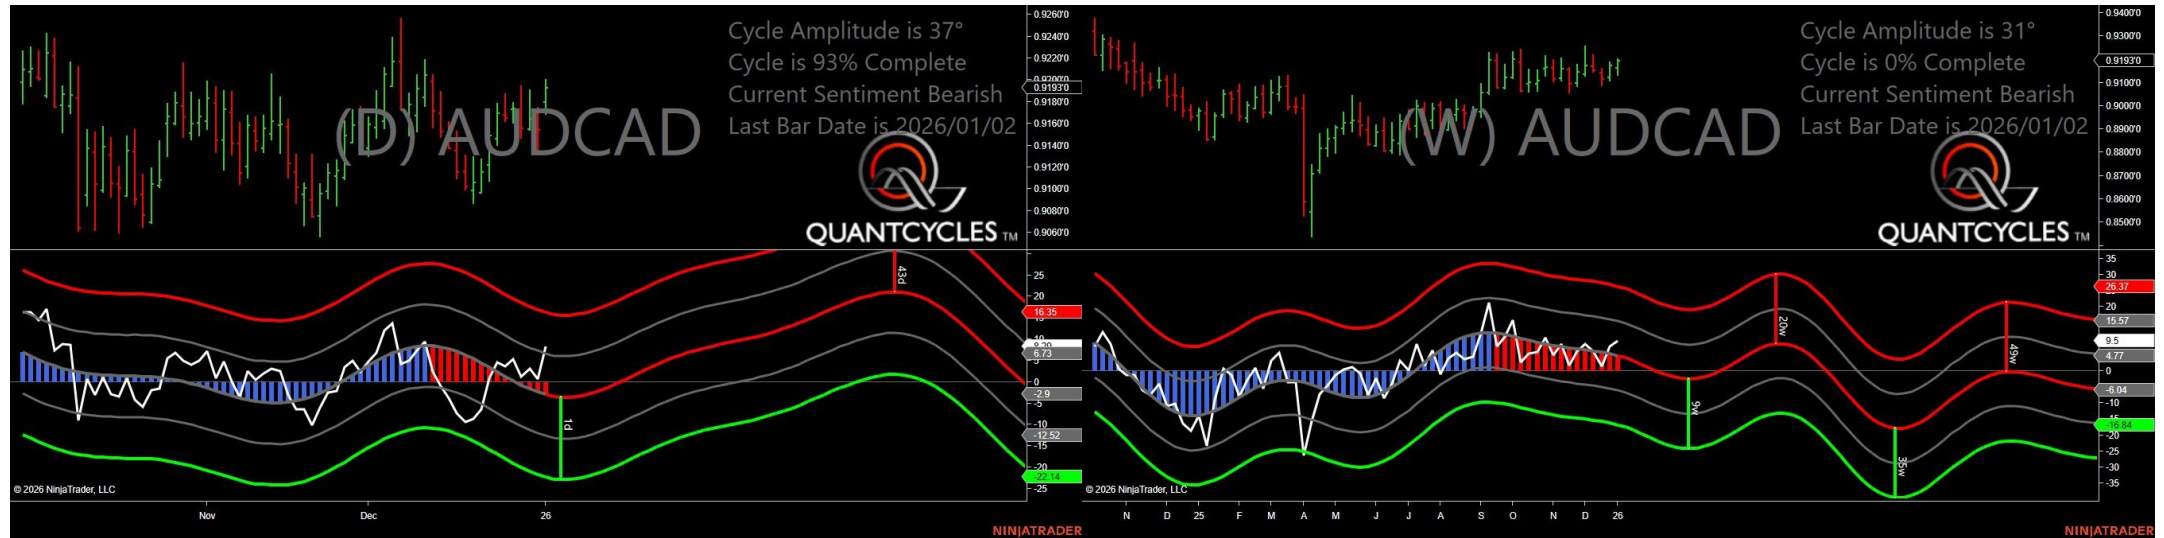 Cycle Amplitude is 37°
Cycle is 93% Complete
Current Sentiment Bearish
Last Bar Date is 2026/01/02
(D) AUDCAD
QUANTCYCLES TM
0.9260'0
0.9240'0
0.9220'0
0.9200'0
0.9193'0
0.9180'0
0.9160'0
0.9140'0
0.9120'0
0.9100'0
0.9080'0
0.9060'0
43d
1d
25
20
16.35
15
10
6.73
5
0
-2.9
-5
-10
-12.52
-15
-20
-22.14
-25
© 2026 NinjaTrader, LLC
Nov
Dec
26
NINJATRADER
Cycle Amplitude is 31°
Cycle is 0% Complete
Current Sentiment Bearish
Last Bar Date is 2026/01/02
(W) AUDCAD
QUANTCYCLES TM
0.9400'0
0.9300'0
0.9193'0
0.9100'0
0.9000'0
0.8900'0
0.8800'0
0.8700'0
0.8600'0
0.8500'0
20w
9w
35w
49w
35
30
26.37
20
15.57
9.5
4.77
0
-6.04
-10
-15
-16.84
-20
-25
-30
-35
© 2026 NinjaTrader, LLC
N
D
25
F
M
A
M
J
J
A
S
O
N
D
26
NINJATRADER